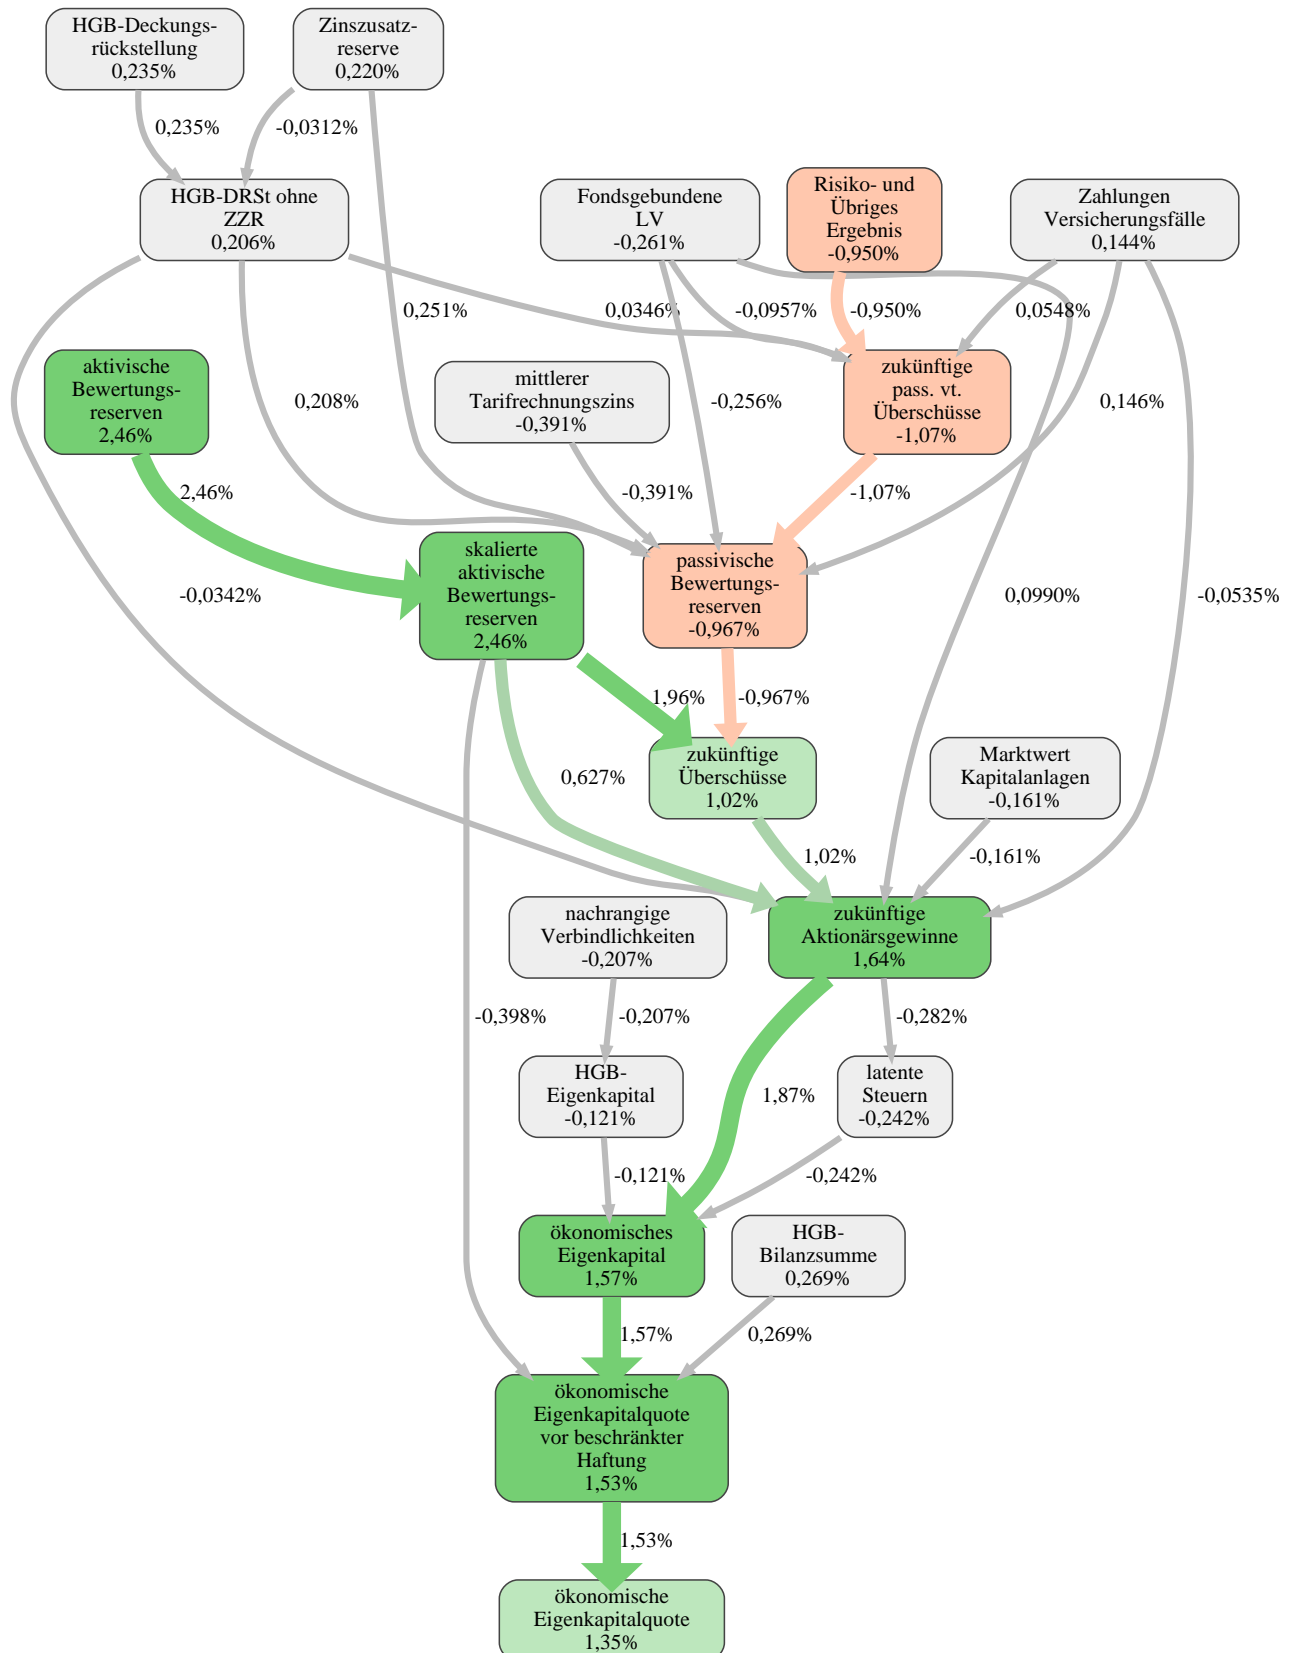 HGB-Deckungs-
rückstellung
0,235%
Zinszusatz-
reserve
0,220%
0,235%
-0,0312%
HGB-DRSt ohne
ZZR
0,206%
Fondsgebundene
LV
-0,261%
Risiko- und
Übriges
Ergebnis
-0,950%
Zahlungen
Versicherungsfälle
0,144%
0,251%
0,0346%
-0,0957%
-0,950%
0,0548%
aktivische
Bewertungs-
reserven
2,46%
0,208%
mittlerer
Tarifrechnungszins
-0,391%
-0,256%
zukünftige
pass. vt.
Überschüsse
-1,07%
0,146%
2,46%
-0,391%
-1,07%
-0,0342%
skalierte
aktivische
Bewertungs-
reserven
2,46%
passivische
Bewertungs-
reserven
-0,967%
0,0990%
-0,0535%
1,96%
-0,967%
0,627%
zukünftige
Überschüsse
1,02%
Marktwert
Kapitalanlagen
-0,161%
1,02%
-0,161%
nachrangige
Verbindlichkeiten
-0,207%
zukünftige
Aktionärsgewinne
1,64%
-0,398%
-0,207%
-0,282%
HGB-
Eigenkapital
-0,121%
1,87%
latente
Steuern
-0,242%
-0,121%
-0,242%
ökonomisches
Eigenkapital
1,57%
HGB-
Bilanzsumme
0,269%
1,57%
0,269%
ökonomische
Eigenkapitalquote
vor beschränkter
Haftung
1,53%
1,53%
ökonomische
Eigenkapitalquote
1,35%